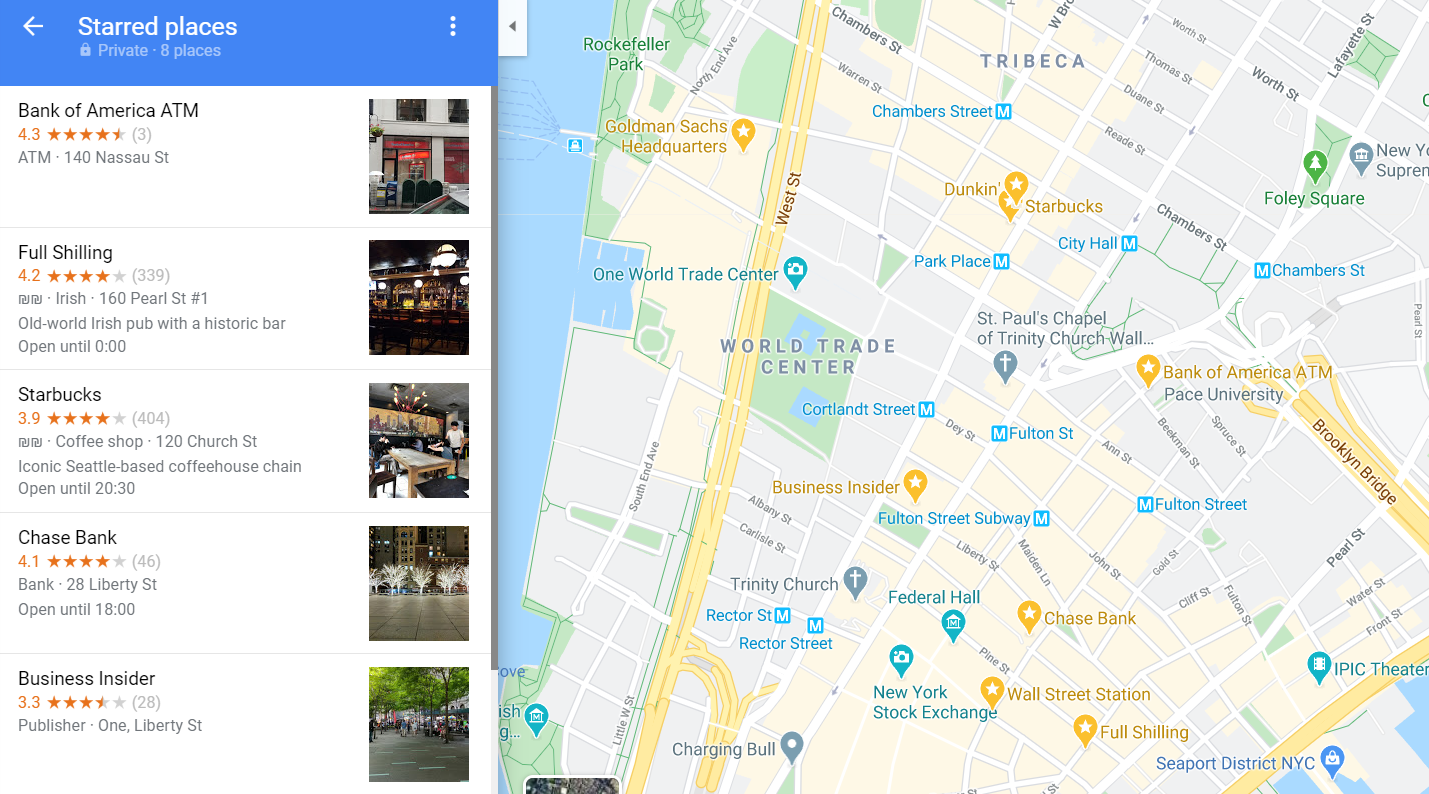 Starred places
Private · 8 places
Bank of America ATM
4.3 (3)
ATM · 140 Nassau St
Full Shilling
4.2 (339)
₪₪ · Irish · 160 Pearl St #1
Old-world Irish pub with a historic bar
Open until 0:00
Starbucks
3.9 (404)
₪₪ · Coffee shop · 120 Church St
Iconic Seattle-based coffeehouse chain
Open until 20:30
Chase Bank
4.1 (46)
Bank · 28 Liberty St
Open until 18:00
Business Insider
3.3 (28)
Publisher · One, Liberty St
Rockefeller
Park
North End Ave
Chambers St
W Bro
Lafayette St
TRIBECA
Warren St
Thomas St
Worth St
Worth St
Duane St
Chambers Street M
Goldman Sachs
Headquarters
Reade St
New Yo
Suprem
West St
Dunkin'
Starbucks
Foley Square
Chambers St
City Hall M
Park Place M
M Chambers St
One World Trade Center
St. Paul's Chapel
of Trinity Church-Wall...
Pearl St
WORLD TRADE
CENTER
Bank of America ATM
Pace University
Cortlandt Street M
Dey St
M Fulton St
Ann St
Beekman St
Spruce St
Brooklyn Bridge
South End Ave
Business Insider
Albany St
Fulton Street Subway M
M Fulton Street
Carlisle St
Liberty St
Maiden Ln
John St
Gold St
Pearl St
Trinity Church
Federal Hall
Cliff St
Fulton St
Water St
Front St
Rector St M
M
Rector Street
Chase Bank
Pine St
ove
IPIC Theater
New York
Stock Exchange
Wall Street Station
ish
g...
Little W St
Charging Bull
Full Shilling
Seaport District NYC